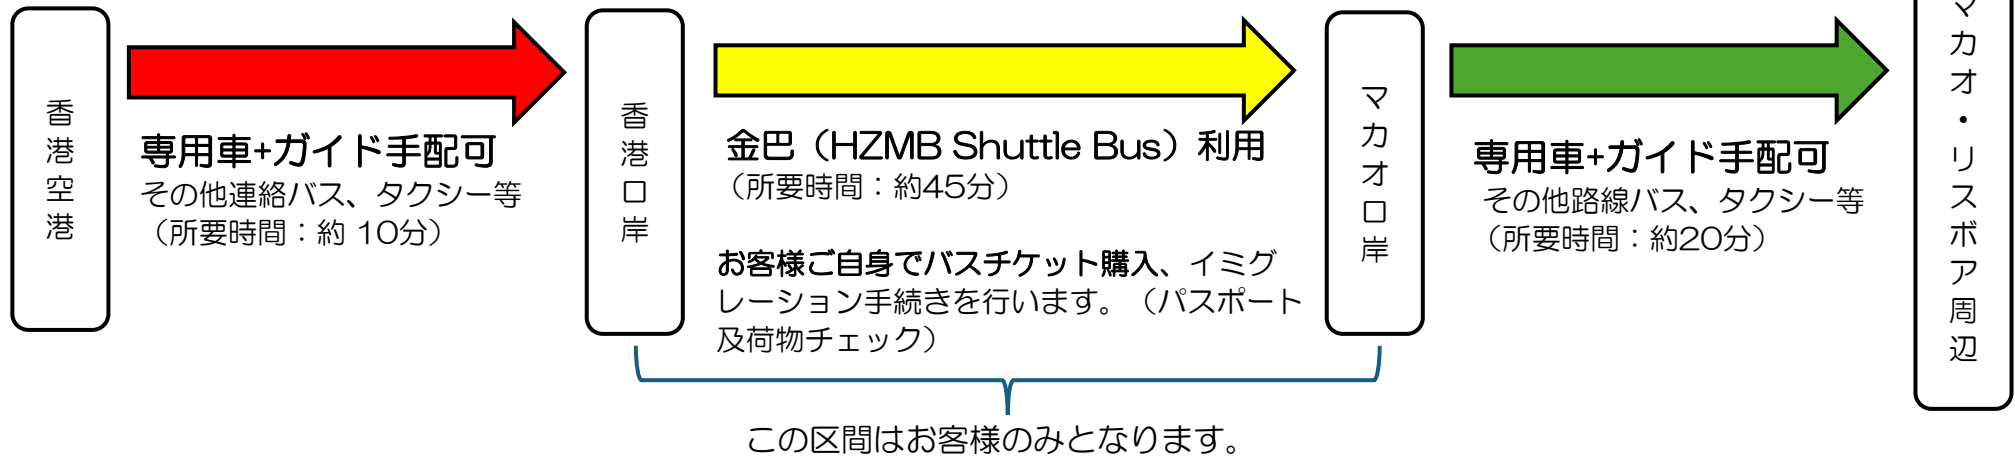 香港空港
専用車+ガイド手配可
その他連絡バス、タクシー等
（所要時間：約 10分）
香港口岸
金巴（HZMB Shuttle Bus）利用
（所要時間：約45分）
お客様ご自身でバスチケット購入、イミグ
レーション手続きを行います。（パスポート
及荷物チェック）
マカオ口岸
専用車+ガイド手配可
その他路線バス、タクシー等
（所要時間：約20分）
マカオ・リスボア周辺
この区間はお客様のみとなります。